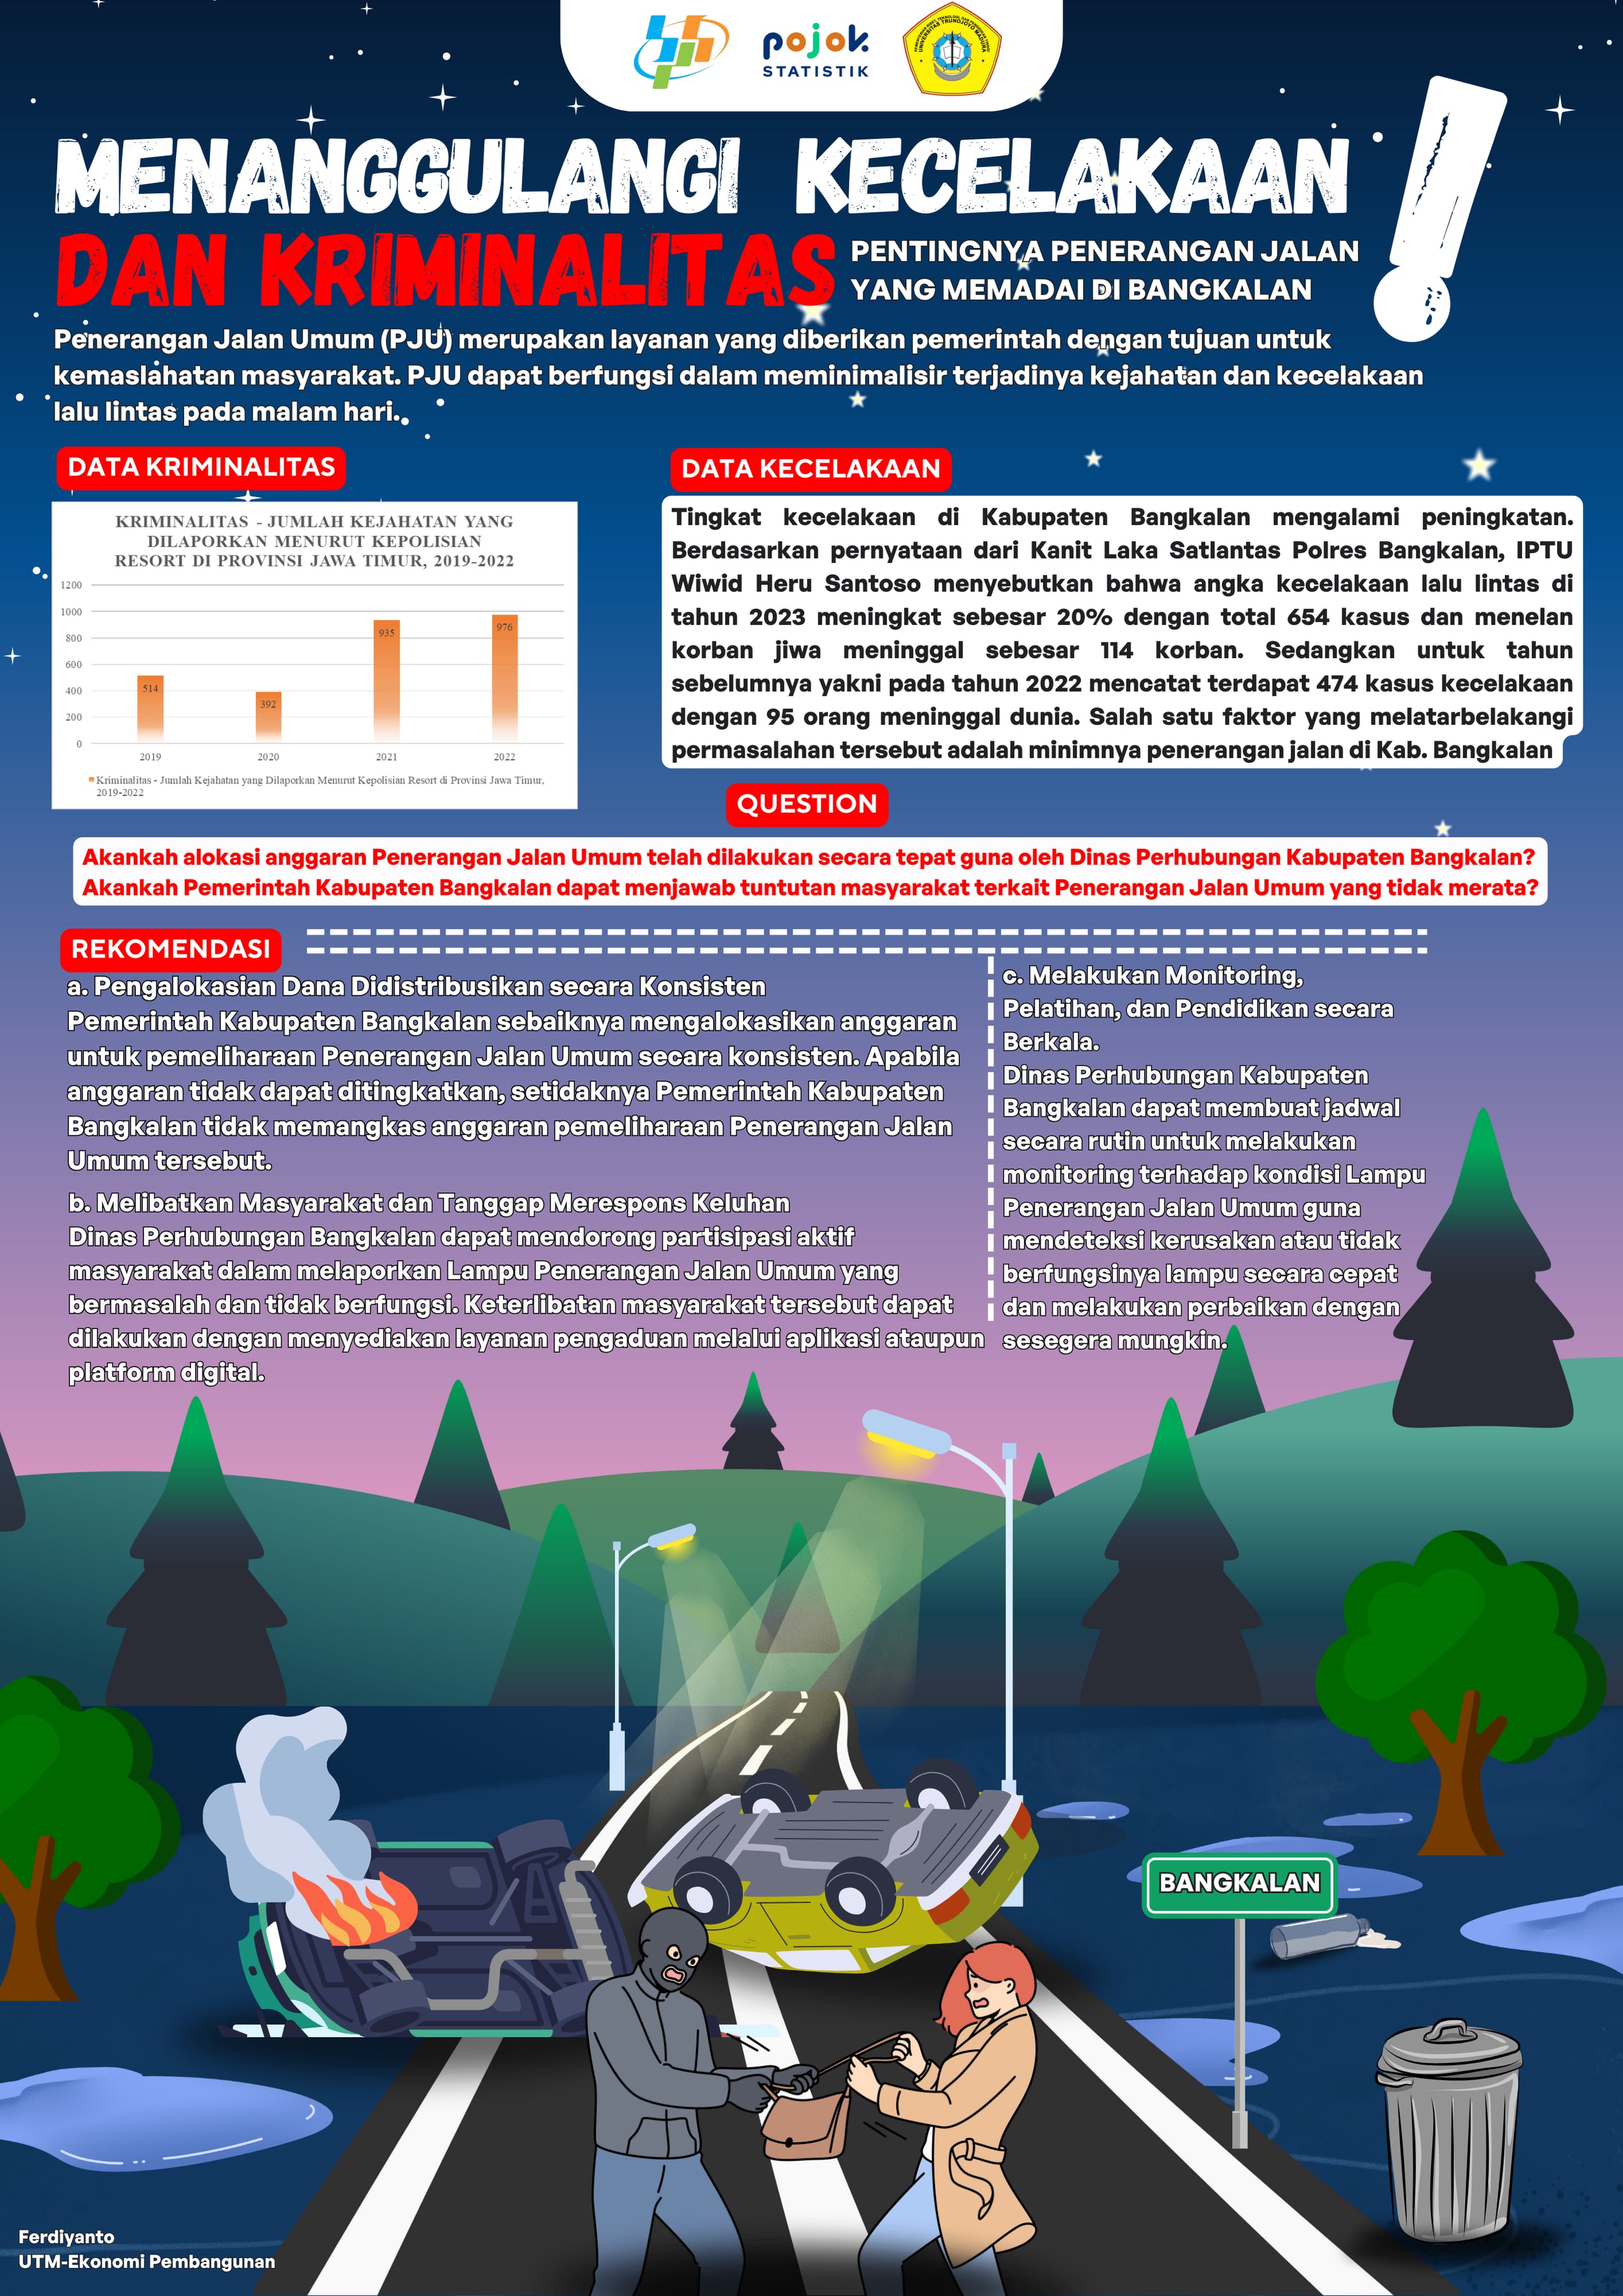 pojok
STATISTIK
UNIVERSITAS TRUNOJOYO MADURA
MENANGGULANGI KECELAKAAN
DAN KRIMINALITAS
PENTINGNYA PENERANGAN JALAN
YANG MEMADAI DI BANGKALAN
Penerangan Jalan Umum (PJU) merupakan layanan yang diberikan pemerintah dengan tujuan untuk
kemaslahatan masyarakat. PJU dapat berfungsi dalam meminimalisir terjadinya kejahatan dan kecelakaan
lalu lintas pada malam hari.
DATA KRIMINALITAS
KRIMINALITAS - JUMLAH KEJAHATAN YANG
DILAPORKAN MENURUT KEPOLISIAN
RESORT DI PROVINSI JAWA TIMUR, 2019-2022
1200
1000
800
600
400
200
0
514
392
935
976
2019
2020
2021
2022
Kriminalitas - Jumlah Kejahatan yang Dilaporkan Menurut Kepolisian Resort di Provinsi Jawa Timur,
2019-2022
DATA KECELAKAAN
Tingkat kecelakaan di Kabupaten Bangkalan mengalami peningkatan.
Berdasarkan pernyataan dari Kanit Laka Satlantas Polres Bangkalan, IPTU
Wiwid Heru Santoso menyebutkan bahwa angka kecelakaan lalu lintas di
tahun 2023 meningkat sebesar 20% dengan total 654 kasus dan menelan
korban jiwa meninggal sebesar 114 korban. Sedangkan untuk tahun
sebelumnya yakni pada tahun 2022 mencatat terdapat 474 kasus kecelakaan
dengan 95 orang meninggal dunia. Salah satu faktor yang melatarbelakangi
permasalahan tersebut adalah minimnya penerangan jalan di Kab. Bangkalan
QUESTION
Akankah alokasi anggaran Penerangan Jalan Umum telah dilakukan secara tepat guna oleh Dinas Perhubungan Kabupaten Bangkalan?
Akankah Pemerintah Kabupaten Bangkalan dapat menjawab tuntutan masyarakat terkait Penerangan Jalan Umum yang tidak merata?
REKOMENDASI
a. Pengalokasian Dana Didistribusikan secara Konsisten
Pemerintah Kabupaten Bangkalan sebaiknya mengalokasikan anggaran
untuk pemeliharaan Penerangan Jalan Umum secara konsisten. Apabila
anggaran tidak dapat ditingkatkan, setidaknya Pemerintah Kabupaten
Bangkalan tidak memangkas anggaran pemeliharaan Penerangan Jalan
Umum tersebut.
b. Melibatkan Masyarakat dan Tanggap Merespons Keluhan
Dinas Perhubungan Bangkalan dapat mendorong partisipasi aktif
masyarakat dalam melaporkan Lampu Penerangan Jalan Umum yang
bermasalah dan tidak berfungsi. Keterlibatan masyarakat tersebut dapat
dilakukan dengan menyediakan layanan pengaduan melalui aplikasi ataupun
platform digital.
c. Melakukan Monitoring,
Pelatihan, dan Pendidikan secara
Berkala.
Dinas Perhubungan Kabupaten
Bangkalan dapat membuat jadwal
secara rutin untuk melakukan
monitoring terhadap kondisi Lampu
Penerangan Jalan Umum guna
mendeteksi kerusakan atau tidak
berfungsinya lampu secara cepat
dan melakukan perbaikan dengan
sesegera mungkin.
BANGKALAN
Ferdiyanto
UTM-Ekonomi Pembangunan